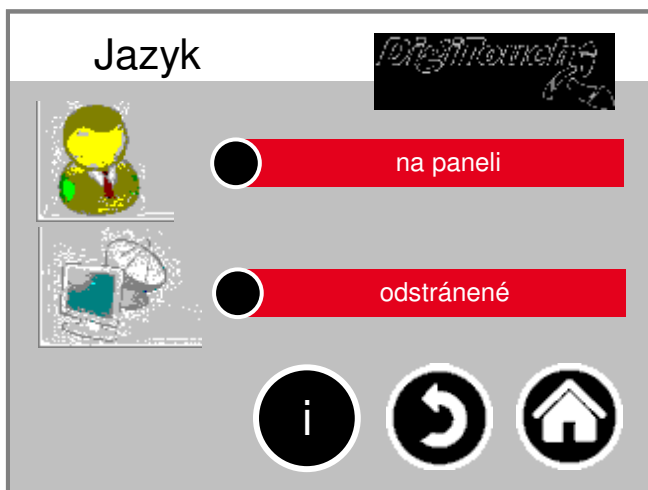 Jazyk
DigiTouch
na paneli
odstránené
i